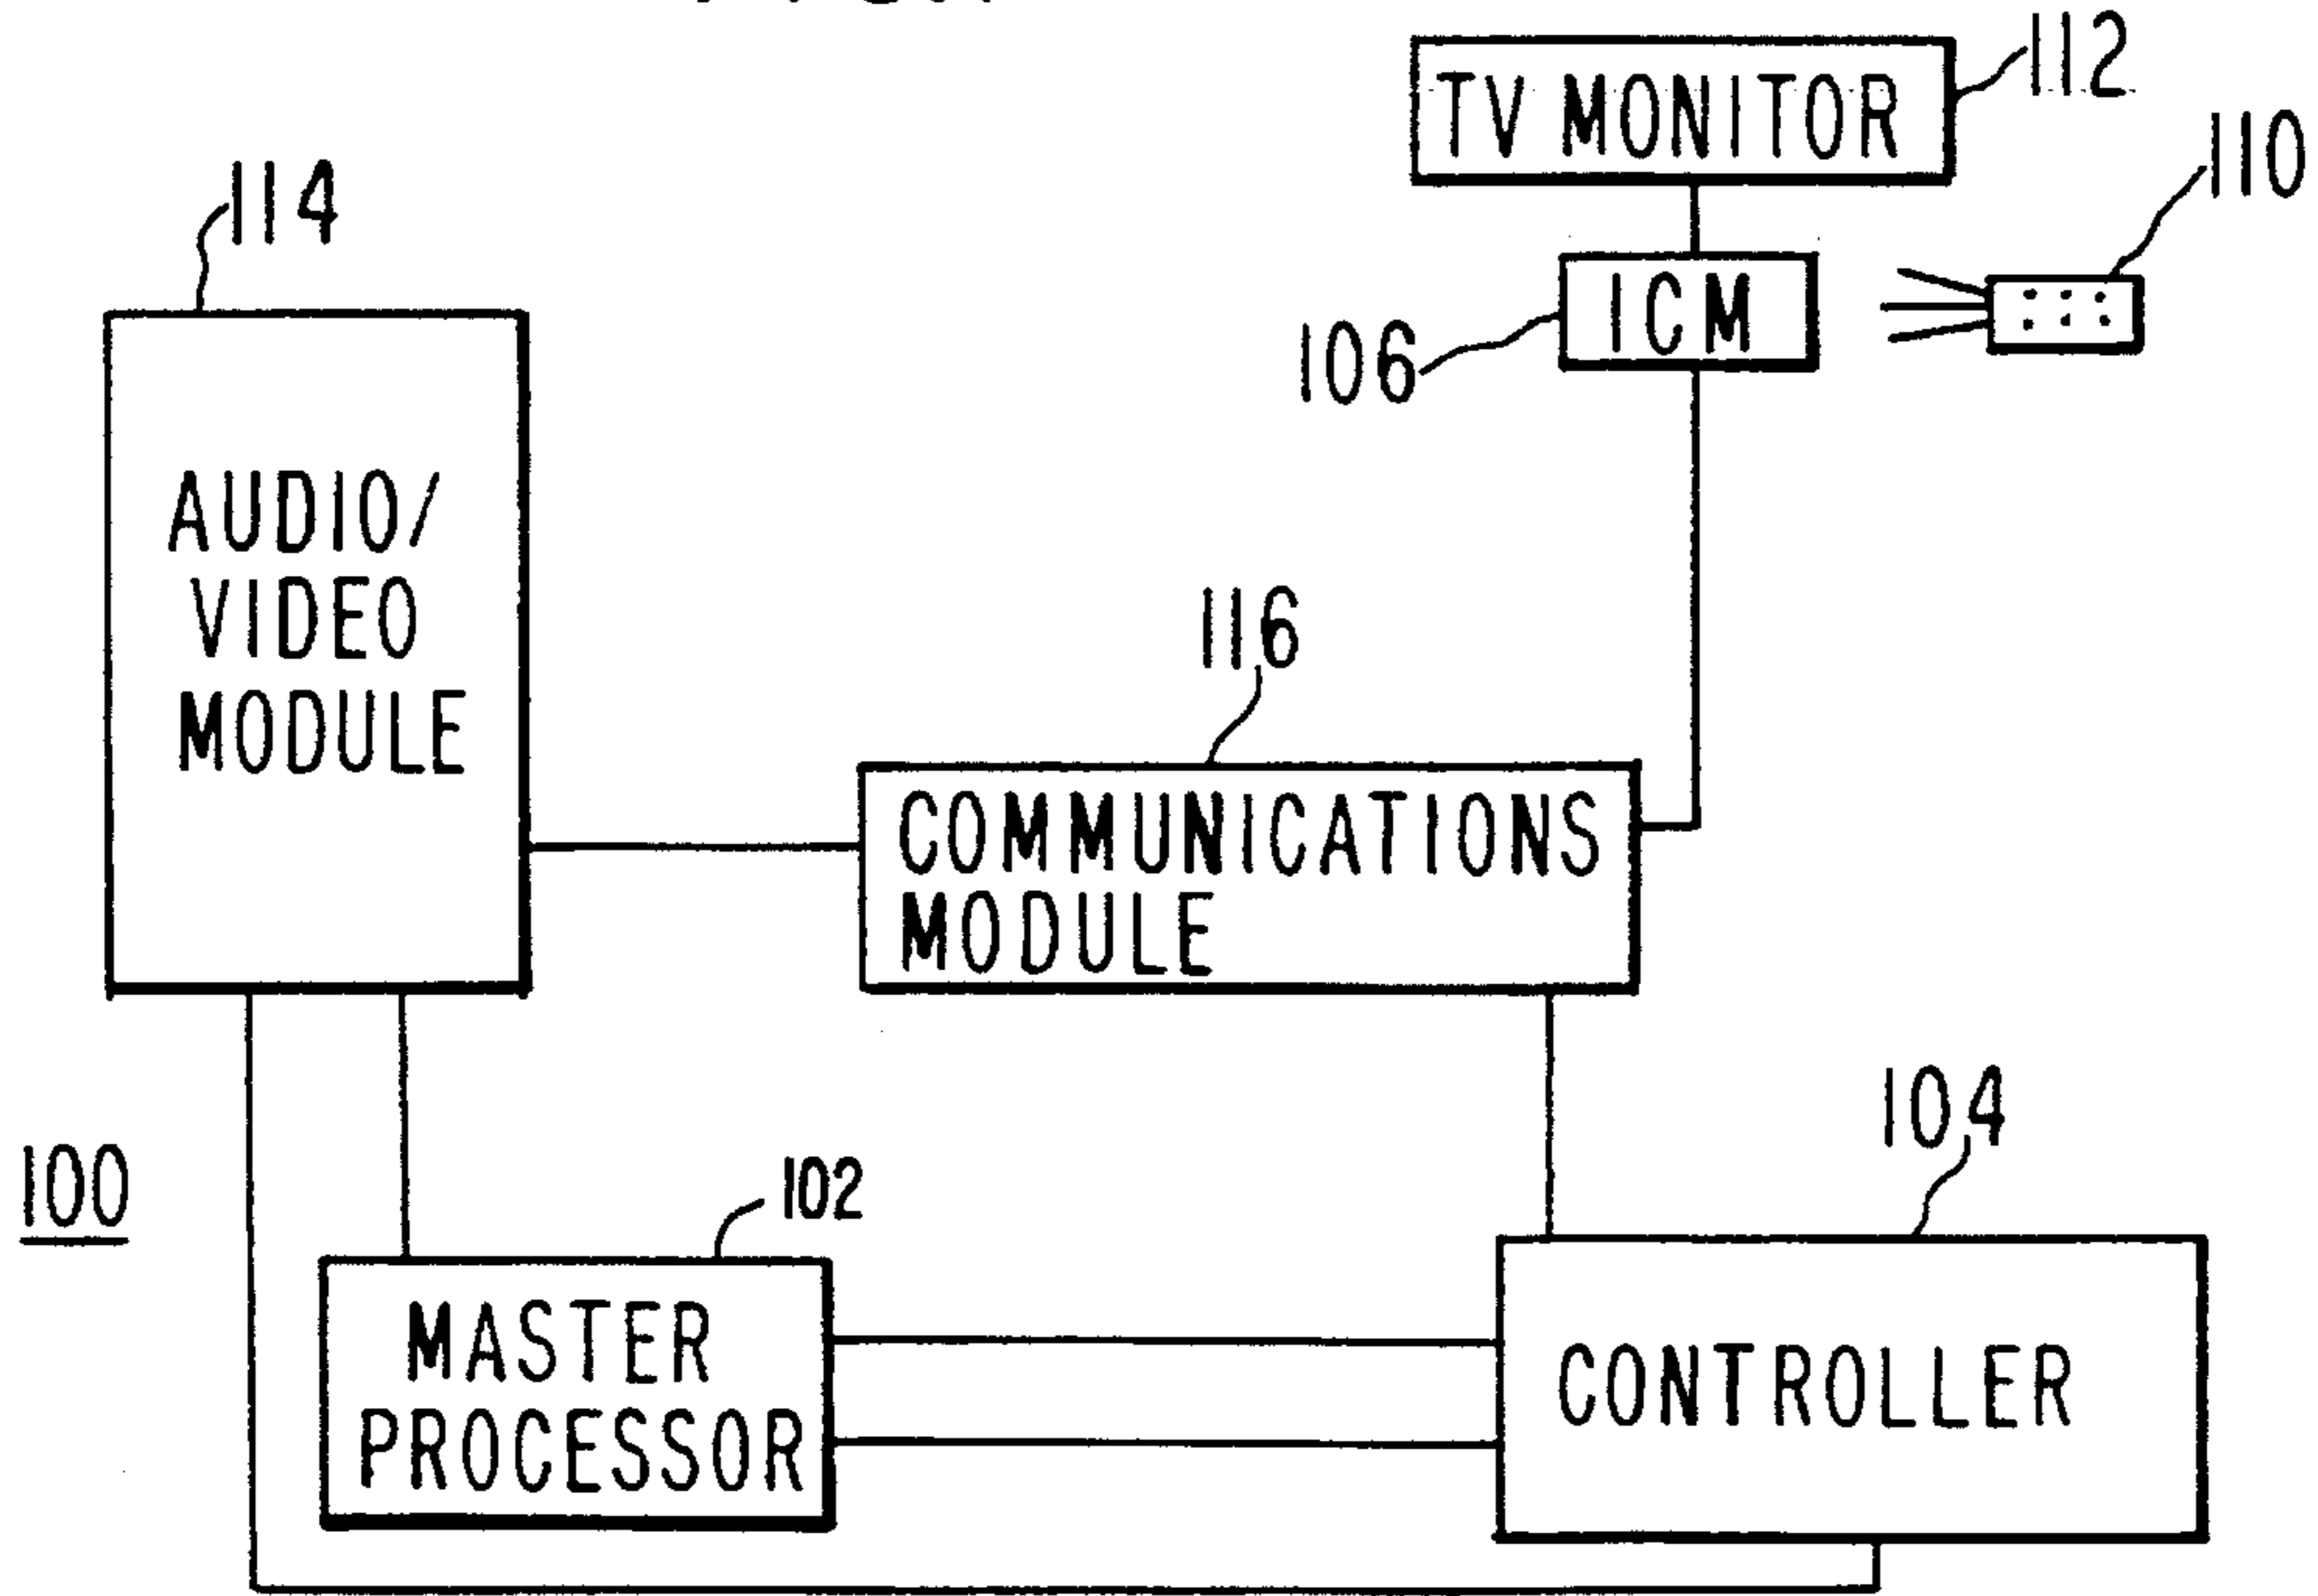 112
TV MONITOR
110
114
ICM
106
AUDIO/
VIDEO
MODULE
116
COMMUNICATIONS
MODULE
104
100
102
MASTER
PROCESSOR
CONTROLLER